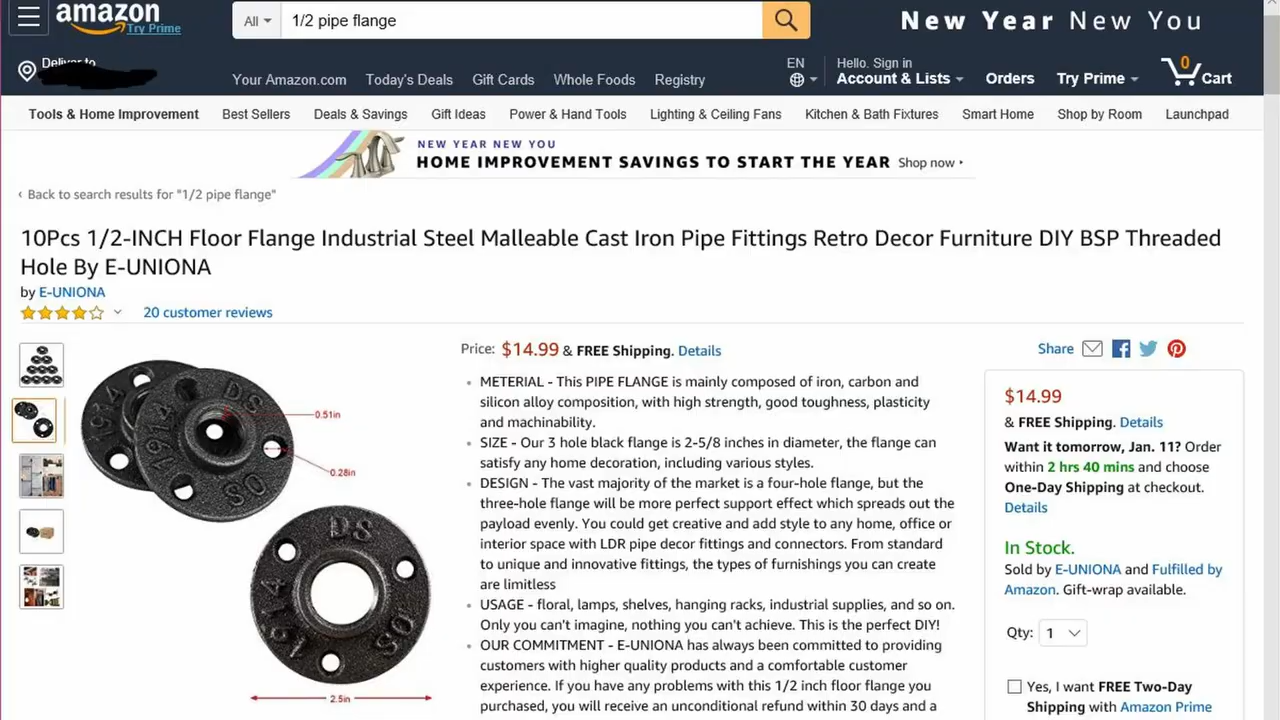 amazon
Try Prime
All
1/2 pipe flange
New Year New You
Deliver to
Your Amazon.com
Today's Deals
Gift Cards
Whole Foods
Registry
EN
Hello. Sign in
Account & Lists
Orders
Try Prime
0
Cart
Tools & Home Improvement
Best Sellers
Deals & Savings
Gift Ideas
Power & Hand Tools
Lighting & Ceiling Fans
Kitchen & Bath Fixtures
Smart Home
Shop by Room
Launchpad
NEW YEAR NEW YOU
HOME IMPROVEMENT SAVINGS TO START THE YEAR Shop now ›
‹ Back to search results for "1/2 pipe flange"
10Pcs 1/2-INCH Floor Flange Industrial Steel Malleable Cast Iron Pipe Fittings Retro Decor Furniture DIY BSP Threaded
Hole By E-UNIONA
by E-UNIONA
20 customer reviews
DS
1614
SO
0.51in
0.28in
DS
1614
SO
2.5in
Price: $14.99 & FREE Shipping. Details
METERIAL - This PIPE FLANGE is mainly composed of iron, carbon and
silicon alloy composition, with high strength, good toughness, plasticity
and machinability.
SIZE - Our 3 hole black flange is 2-5/8 inches in diameter, the flange can
satisfy any home decoration, including various styles.
DESIGN - The vast majority of the market is a four-hole flange, but the
three-hole flange will be more perfect support effect which spreads out the
payload evenly. You could get creative and add style to any home, office or
interior space with LDR pipe decor fittings and connectors. From standard
to unique and innovative fittings, the types of furnishings you can create
are limitless
USAGE - floral, lamps, shelves, hanging racks, industrial supplies, and so on.
Only you can't imagine, nothing you can't achieve. This is the perfect DIY!
OUR COMMITMENT - E-UNIONA has always been committed to providing
customers with higher quality products and a comfortable customer
experience. If you have any problems with this 1/2 inch floor flange you
purchased, you will receive an unconditional refund within 30 days and a
Share
$14.99
& FREE Shipping. Details
Want it tomorrow, Jan. 11? Order
within 2 hrs 40 mins and choose
One-Day Shipping at checkout.
Details
In Stock.
Sold by E-UNIONA and Fulfilled by
Amazon. Gift-wrap available.
Qty: 1
Yes, I want FREE Two-Day
Shipping with Amazon Prime